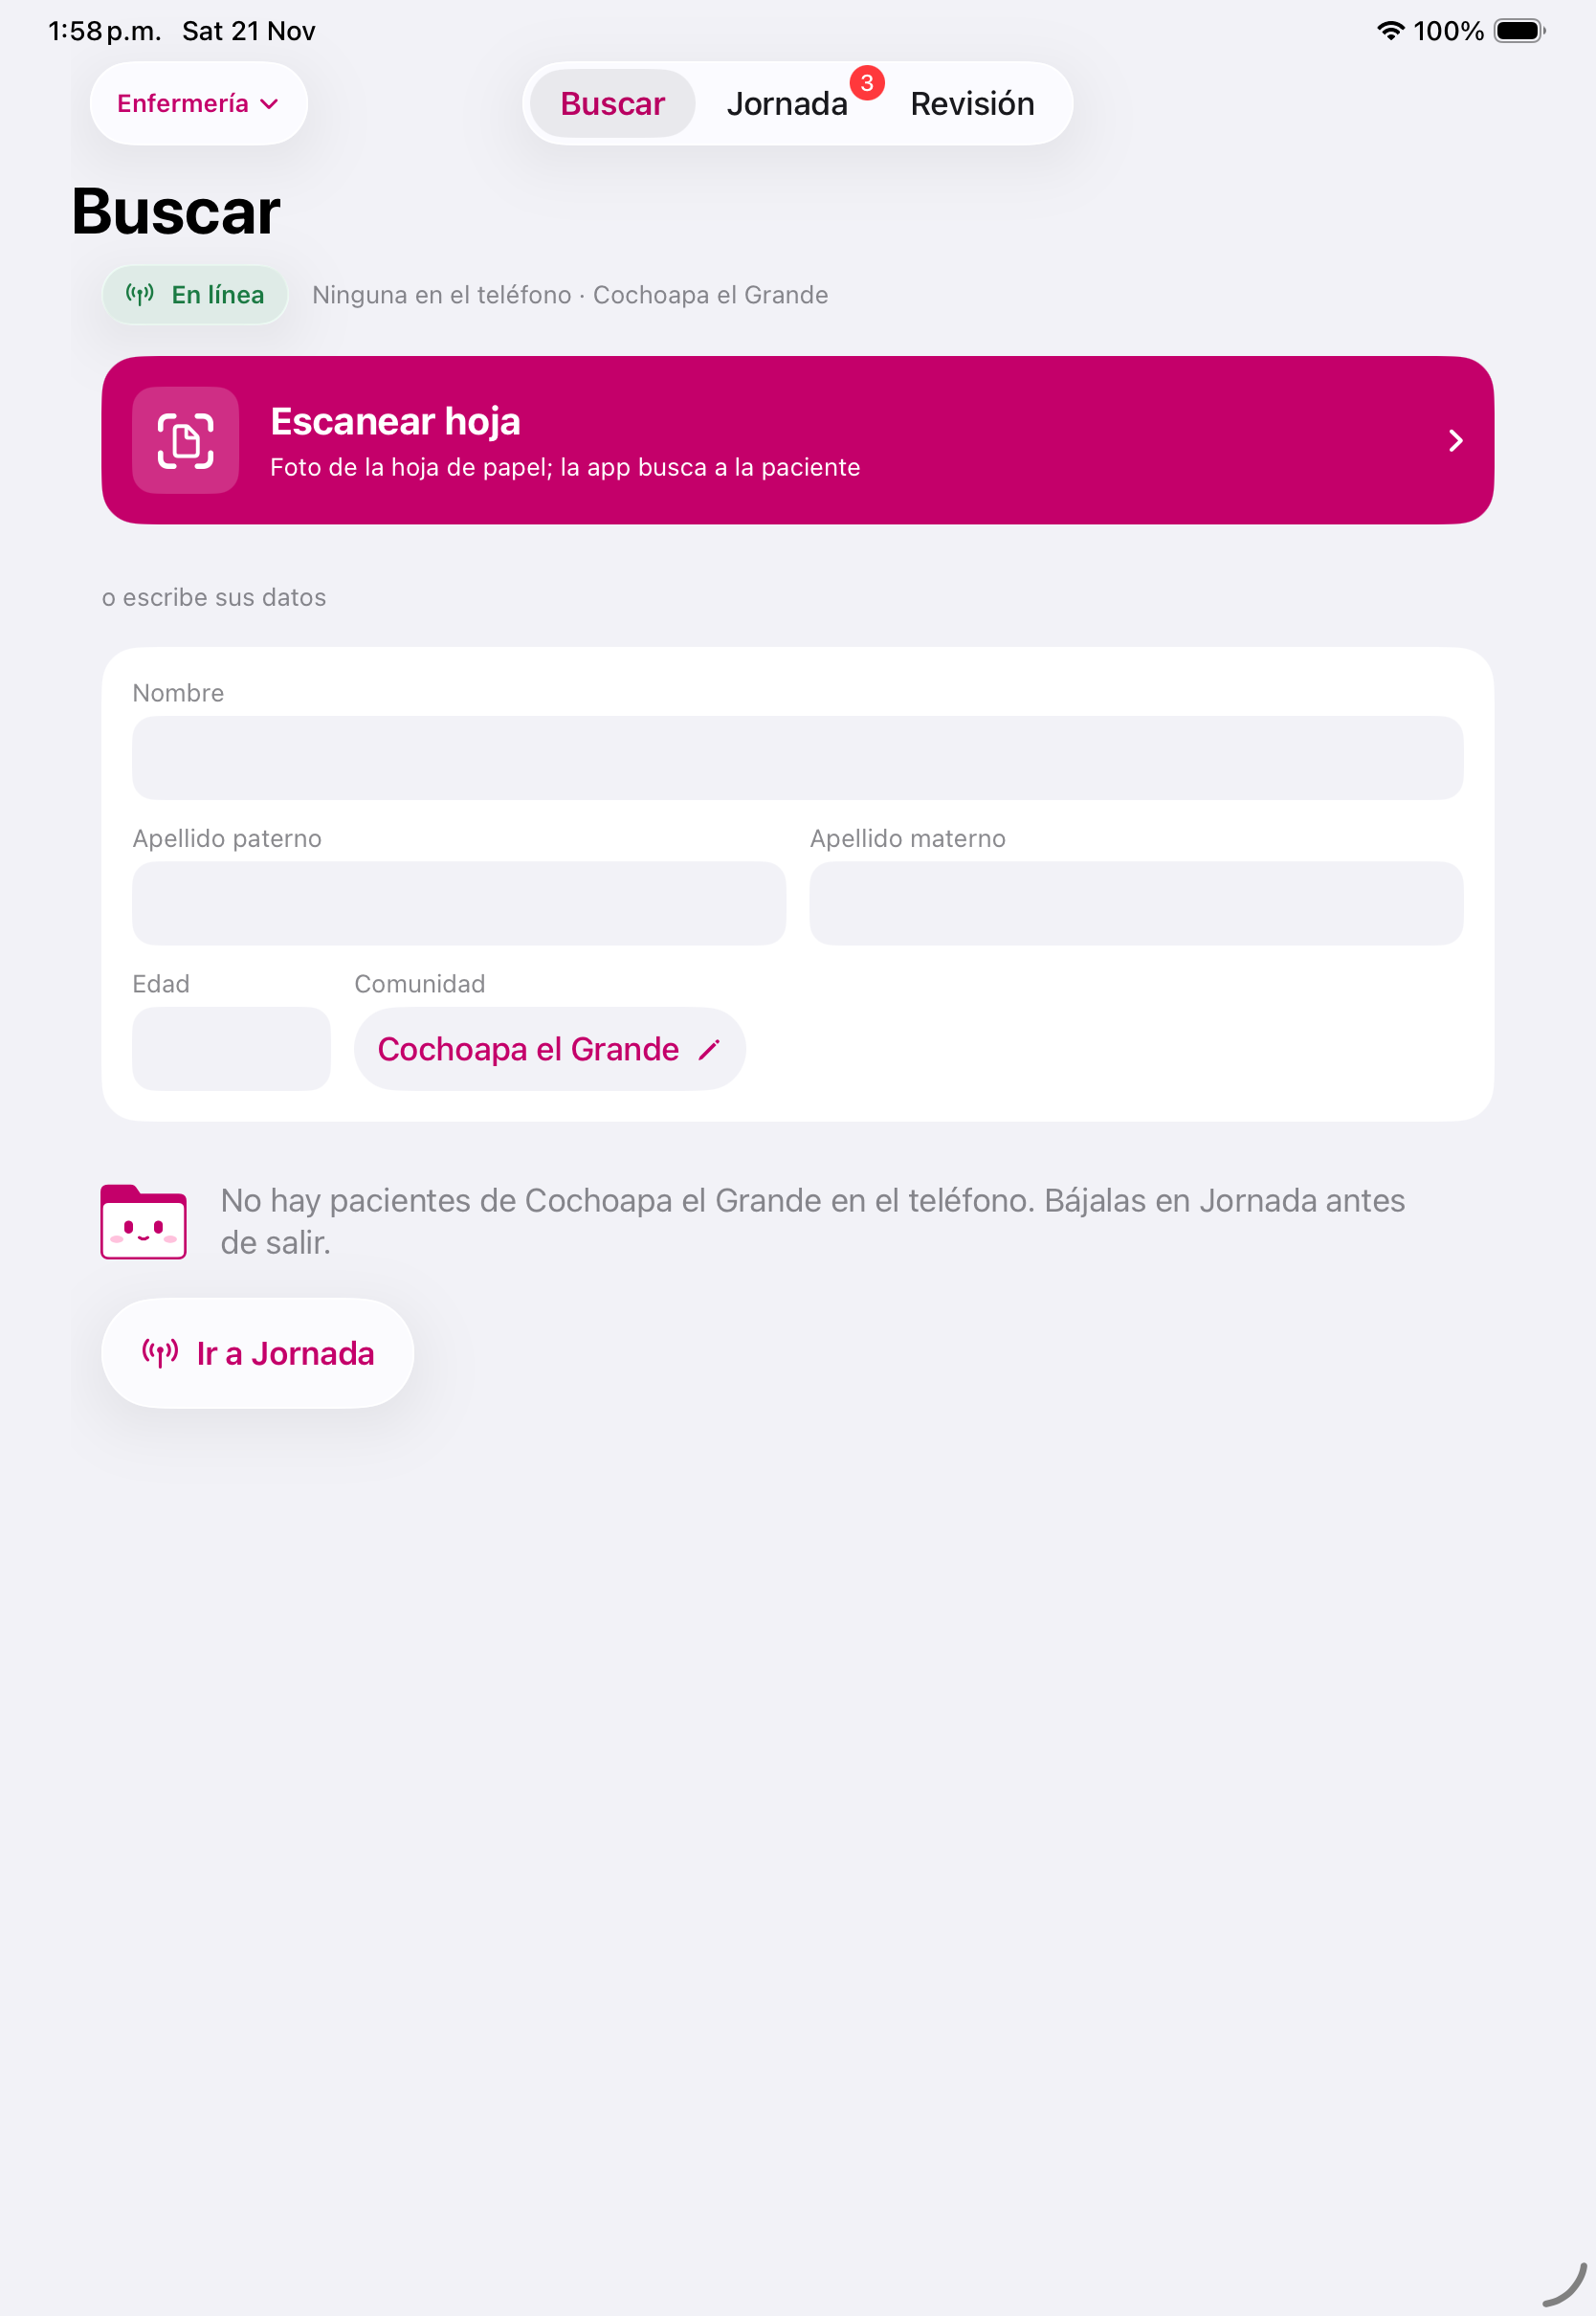 1:58 p.m. Sat 21 Nov
100%
Enfermería
Buscar
Jornada
3
Revisión
Buscar
En línea
Ninguna en el teléfono · Cochoapa el Grande
Escanear hoja
Foto de la hoja de papel; la app busca a la paciente
o escribe sus datos
Nombre
Apellido paterno
Apellido materno
Edad
Comunidad
Cochoapa el Grande
No hay pacientes de Cochoapa el Grande en el teléfono. Bájalas en Jornada antes
de salir.
Ir a Jornada